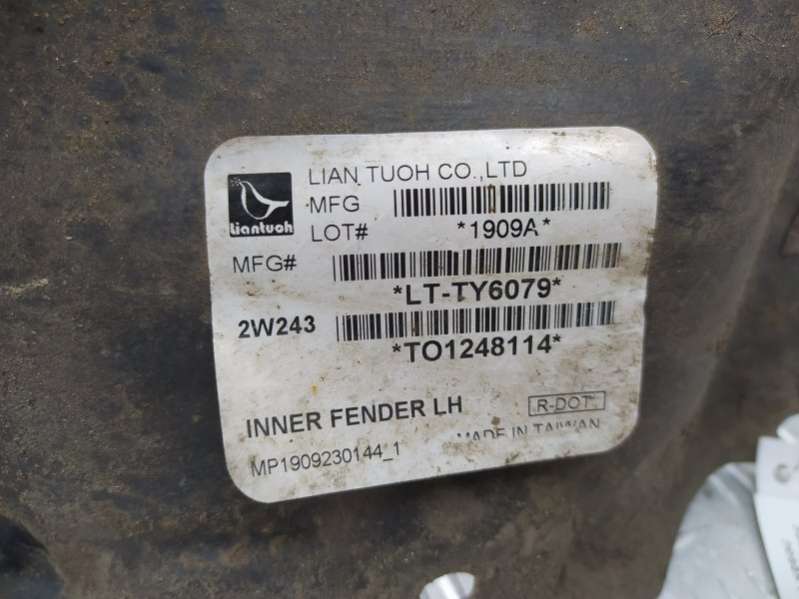 LIAN TUOH CO.,LTD
Liantuoh
MFG
LOT# *1909A*
MFG#
*LT-TY6079*
2W243
*TO1248114*
INNER FENDER LH R-DOT
MADE IN TAIWAN
MP1909230144_1